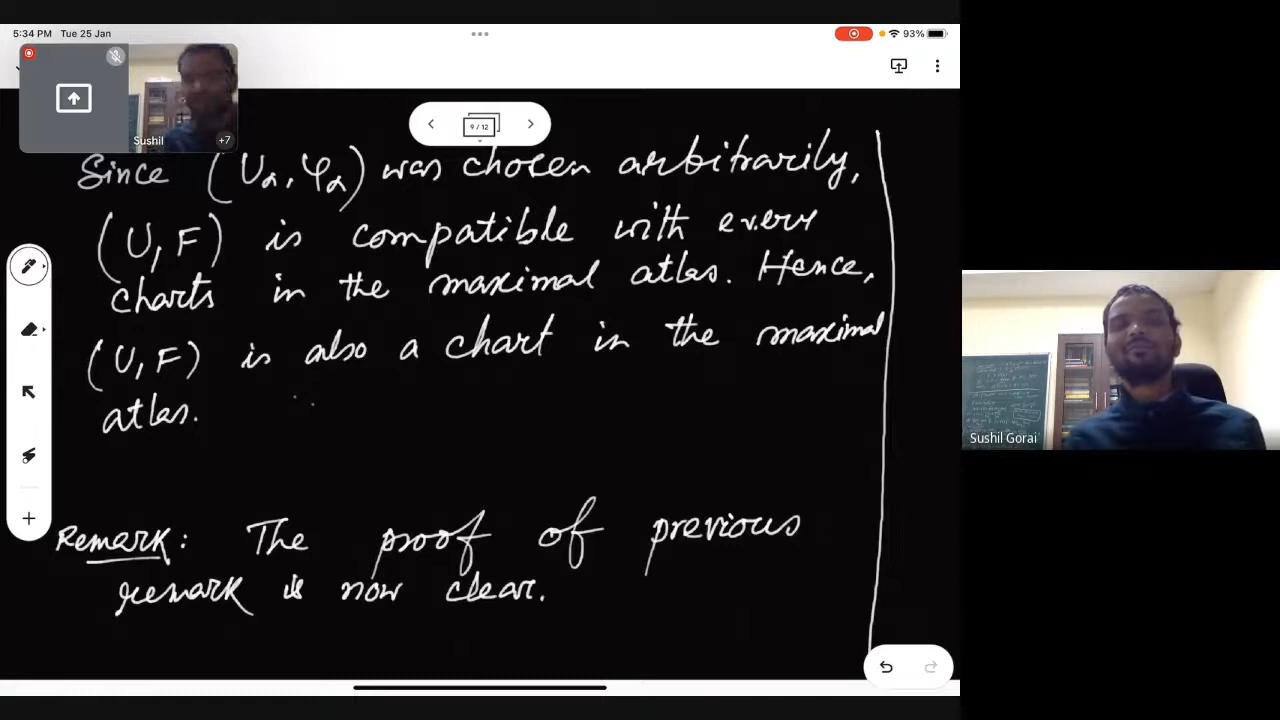 5:34 PM Tue 25 Jan
93%
Sushil
+7
9 / 12
Since (Uα, φα) was chosen arbitrarily,
(U, F) is compatible with every
charts in the maximal atlas. Hence,
(U, F) is also a chart in the maximal
atlas.
Remark: The proof of previous
remark is now clear.
Sushil Gorai